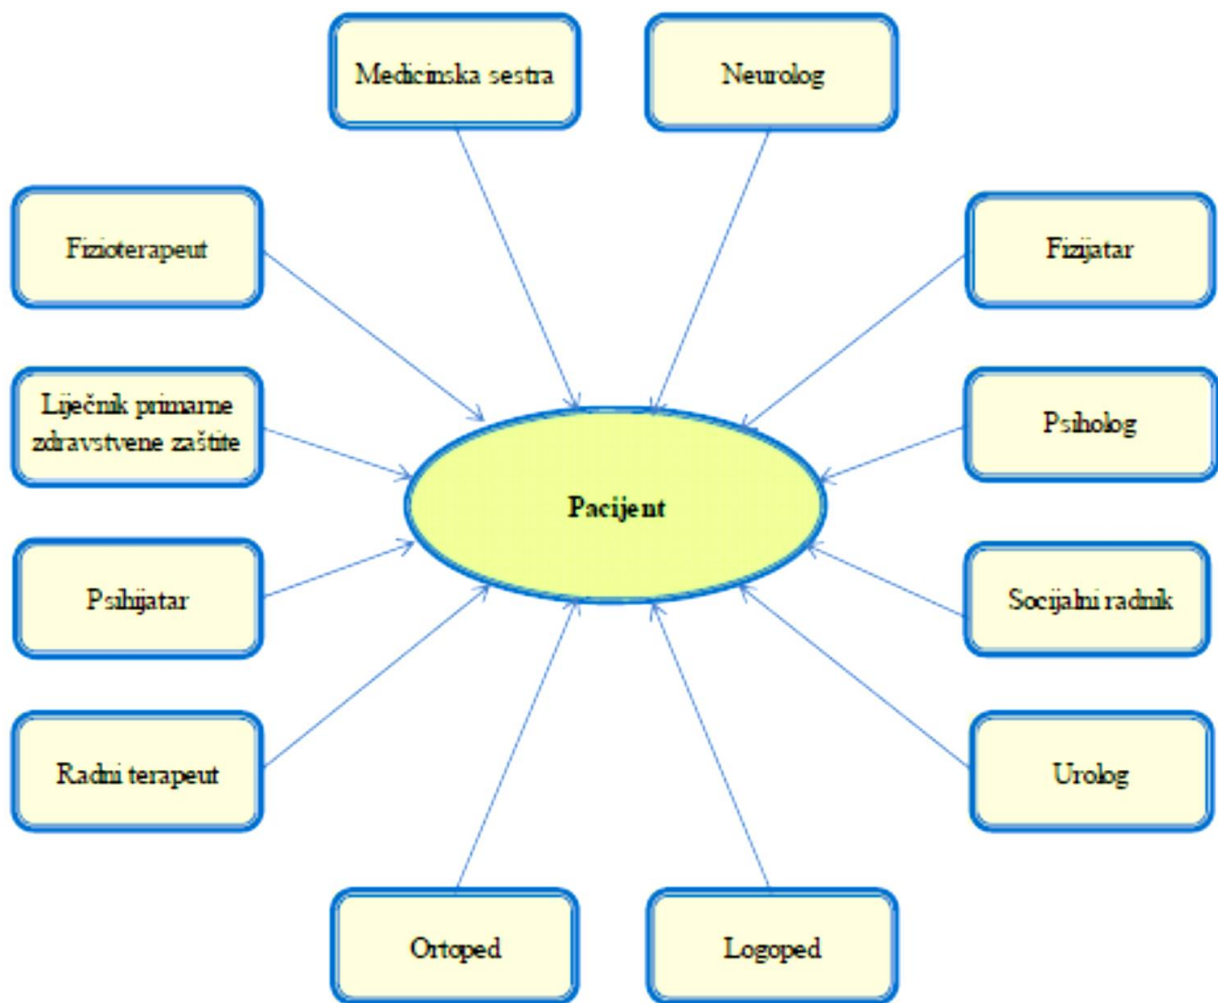 Medicinska sestra
Neurolog
Fizioterapeut
Fizijatar
Liječnik primarne
zdravstvene zaštite
Psiholog
Pacijent
Psihijatar
Socijalni radnik
Radni terapeut
Urolog
Ortoped
Logoped